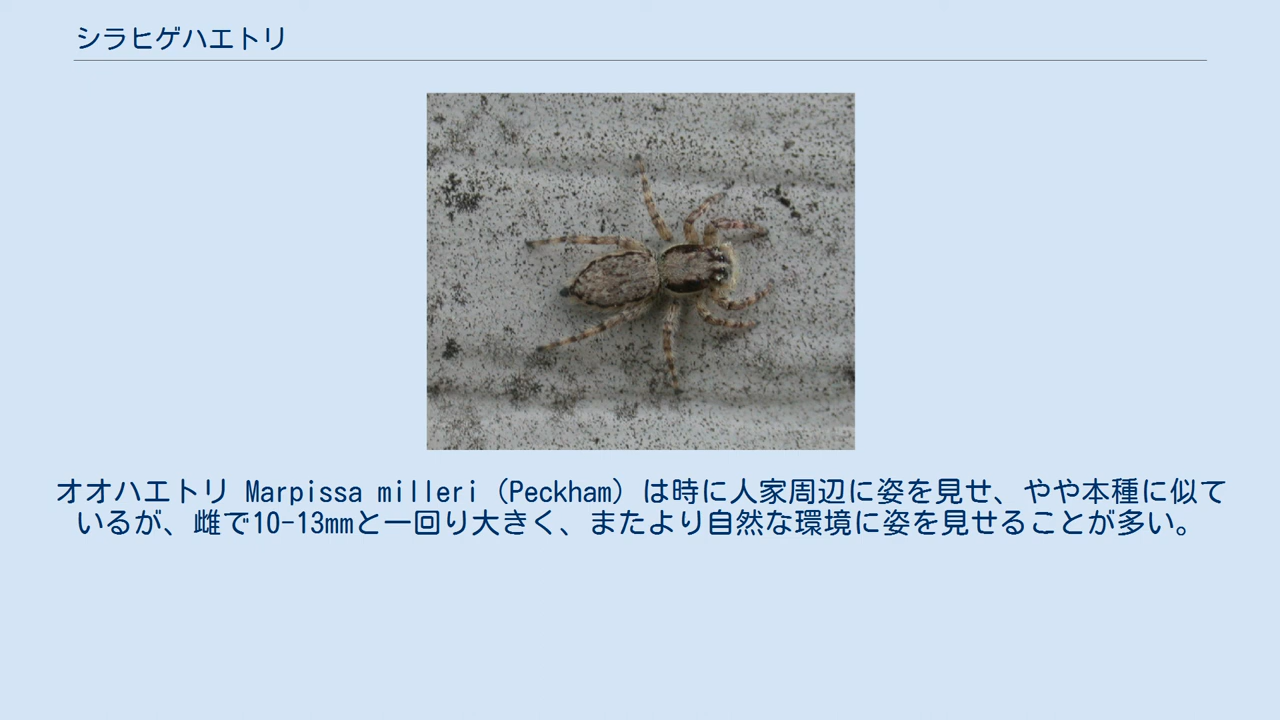 シラヒゲハエトリ
オオハエトリ Marpissa milleri（Peckham）は時に人家周辺に姿を見せ、やや本種に似て
いるが、雌で10-13mmと一回り大きく、またより自然な環境に姿を見せることが多い。